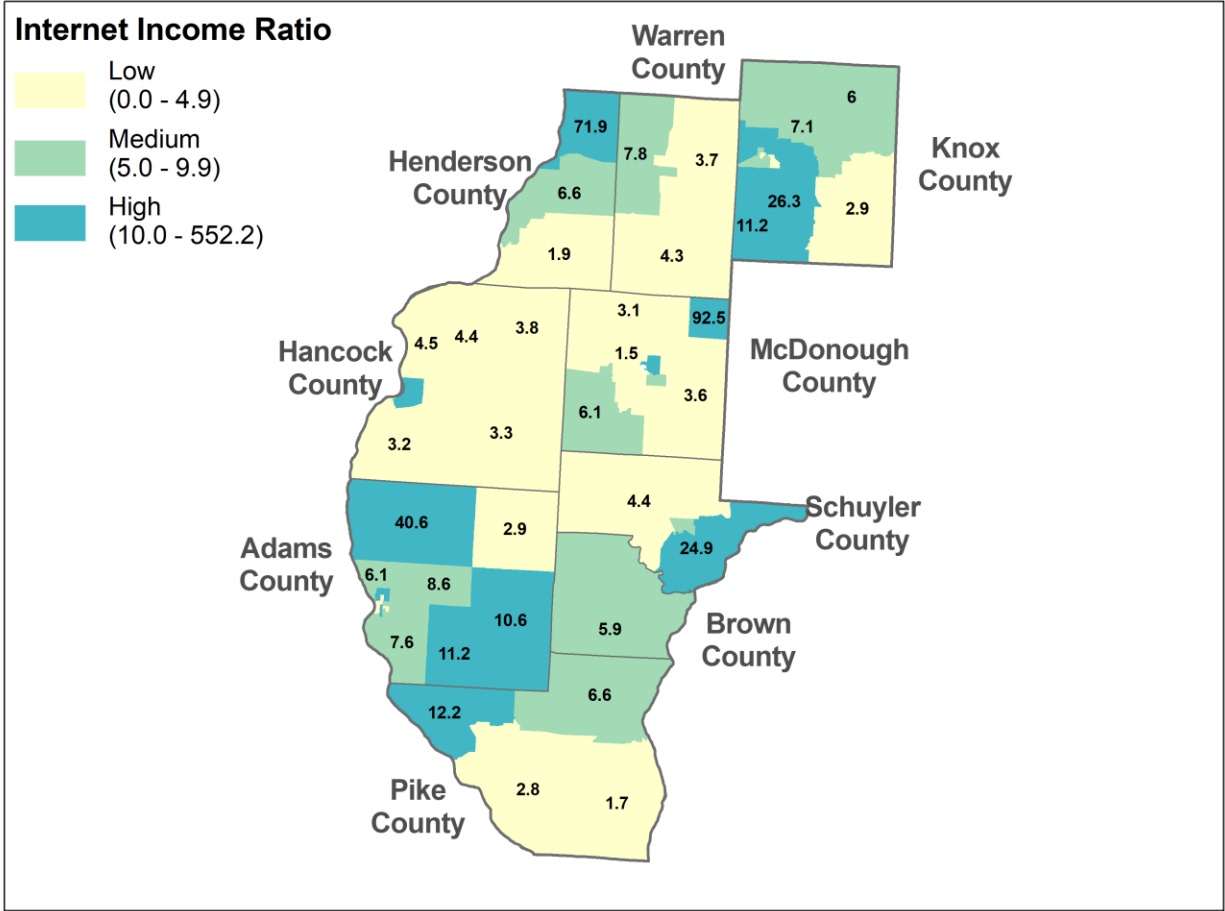 Internet Income Ratio
Low
(0.0 - 4.9)
Medium
(5.0 - 9.9)
High
(10.0 - 552.2)
Warren
County
6
71.9
7.1
7.8
3.7
Henderson
County
Knox
County
6.6
26.3
2.9
11.2
1.9
4.3
3.1
92.5
4.5
4.4
3.8
Hancock
County
1.5
McDonough
County
3.6
6.1
3.2
3.3
4.4
Schuyler
County
40.6
2.9
24.9
Adams
County
6.1
8.6
10.6
5.9
Brown
County
7.6
11.2
6.6
12.2
Pike
County
2.8
1.7